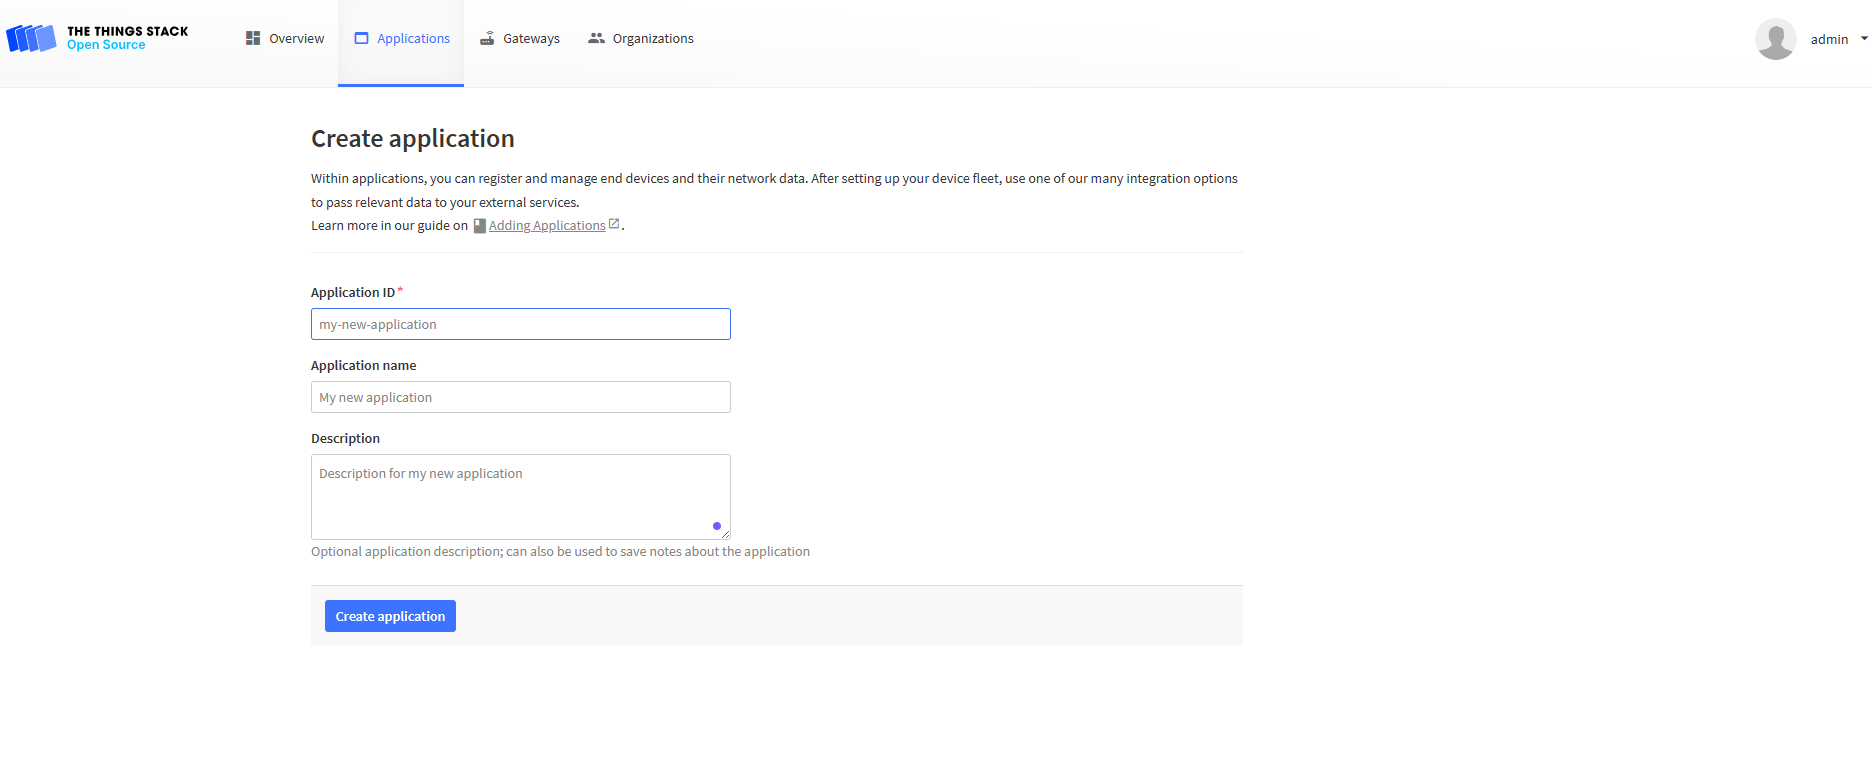 THE THINGS STACK
Open Source
Overview
Applications
Gateways
Organizations
admin
Create application
Within applications, you can register and manage end devices and their network data. After setting up your device fleet, use one of our many integration options
to pass relevant data to your external services.
Learn more in our guide on Adding Applications.
Application ID*
my-new-application
Application name
My new application
Description
Description for my new application
Optional application description; can also be used to save notes about the application
Create application